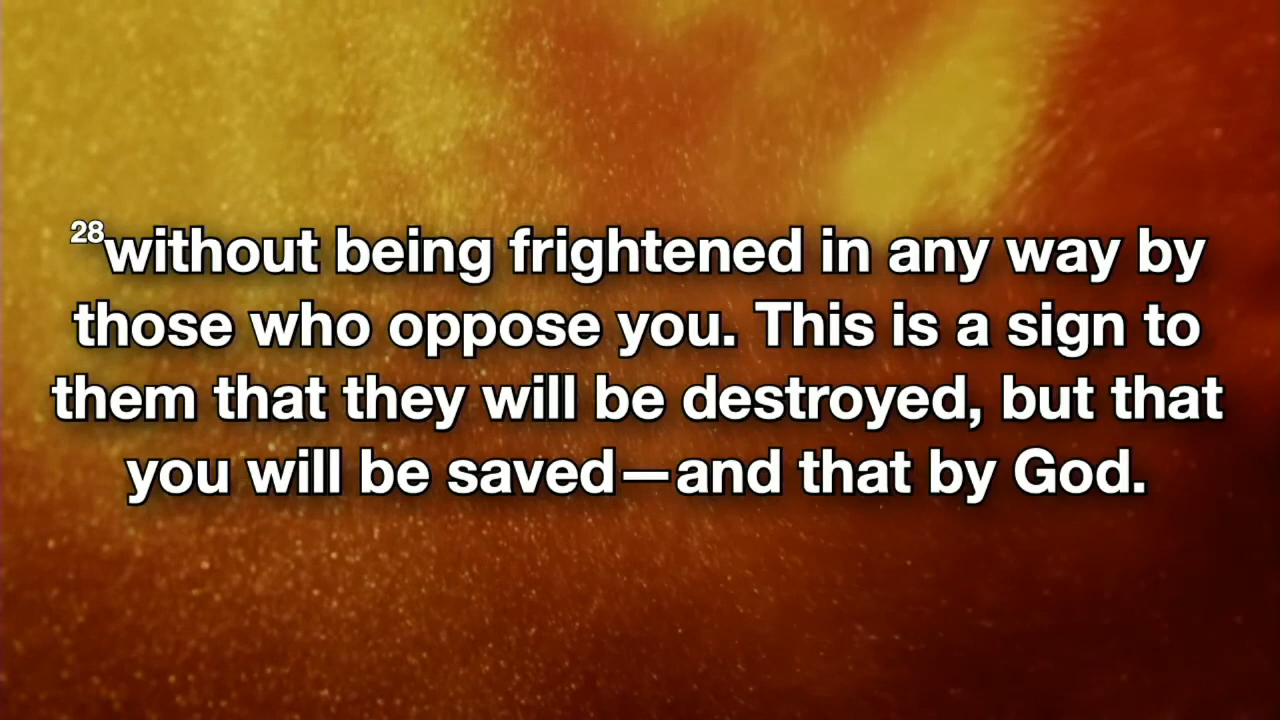 28without being frightened in any way by
those who oppose you. This is a sign to
them that they will be destroyed, but that
you will be saved—and that by God.